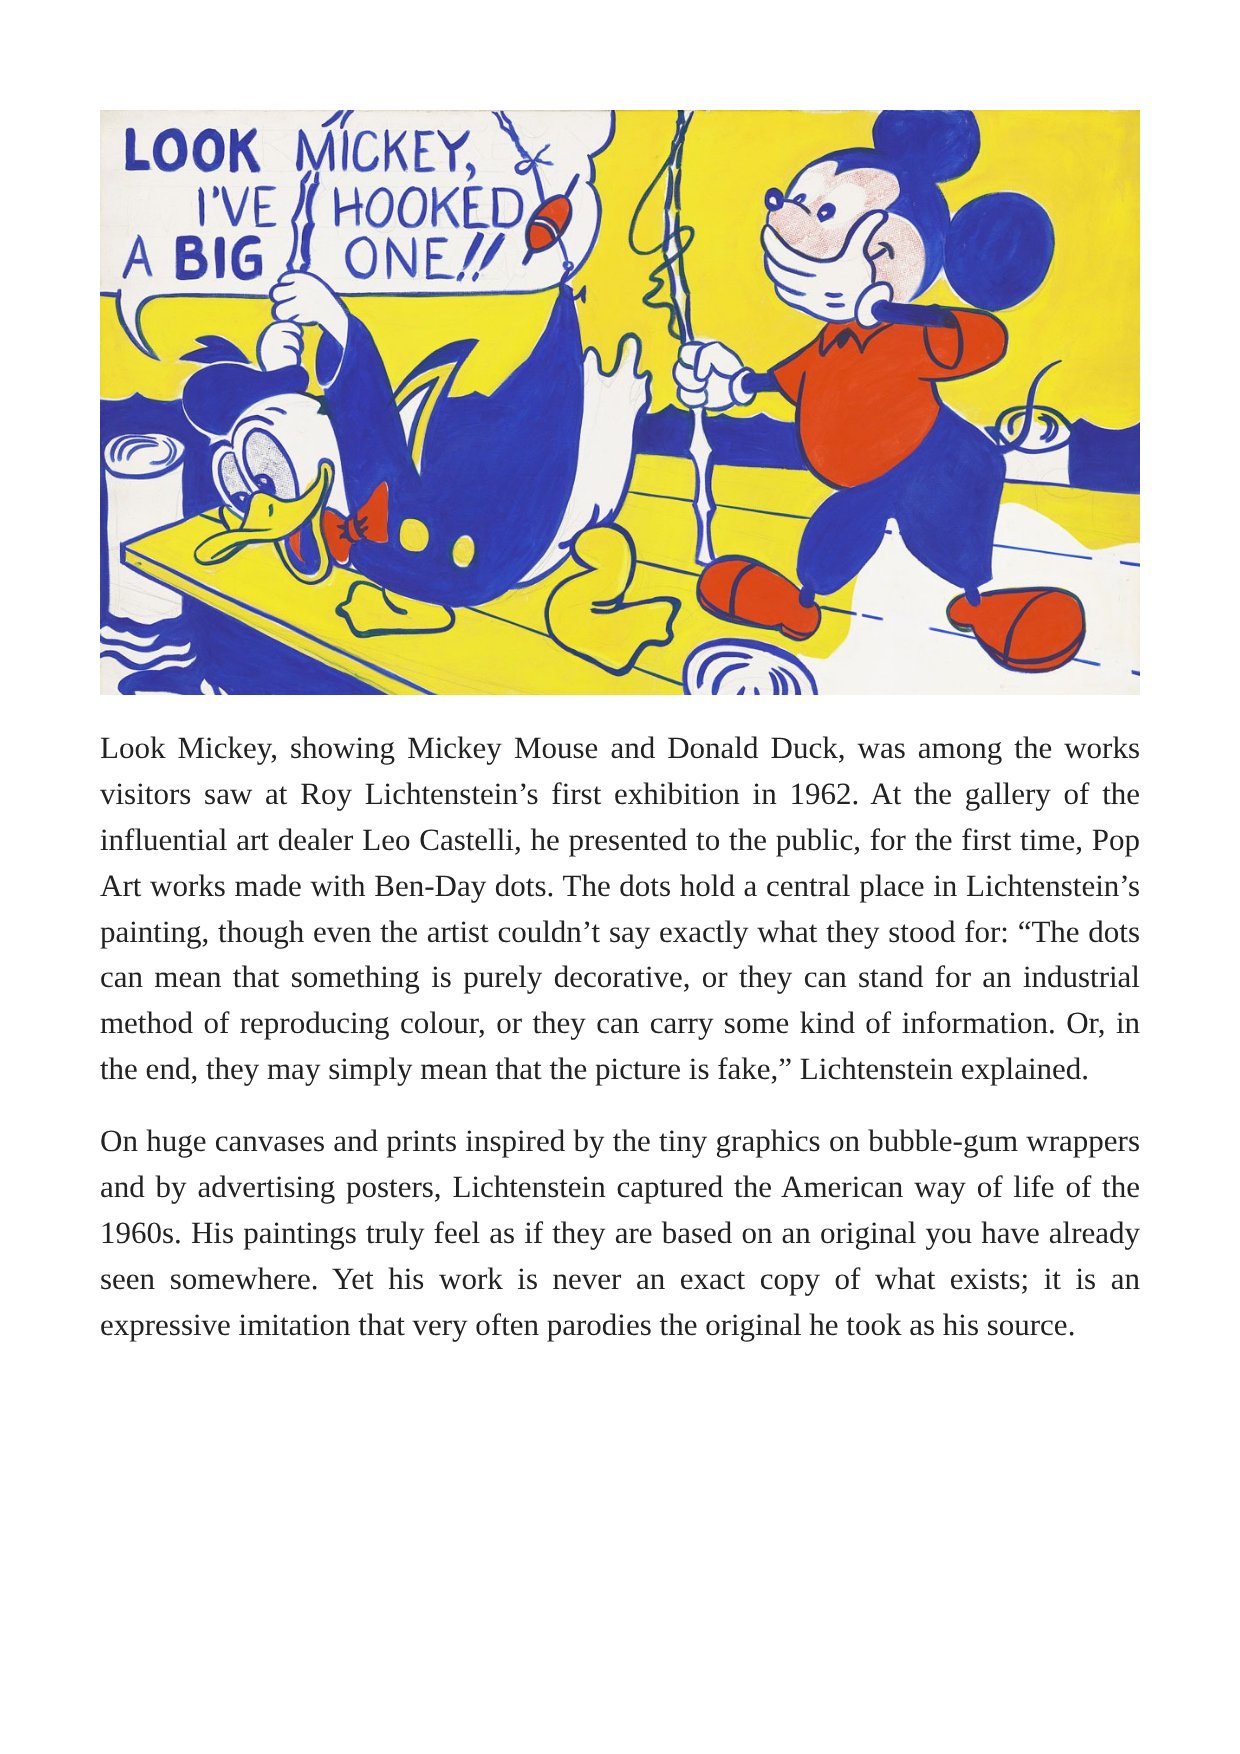 LOOK MICKEY,
I'VE HOOKED
A BIG ONE!!
Look Mickey, showing Mickey Mouse and Donald Duck, was among the works
visitors saw at Roy Lichtenstein’s first exhibition in 1962. At the gallery of the
influential art dealer Leo Castelli, he presented to the public, for the first time, Pop
Art works made with Ben-Day dots. The dots hold a central place in Lichtenstein’s
painting, though even the artist couldn’t say exactly what they stood for: “The dots
can mean that something is purely decorative, or they can stand for an industrial
method of reproducing colour, or they can carry some kind of information. Or, in
the end, they may simply mean that the picture is fake,” Lichtenstein explained.
On huge canvases and prints inspired by the tiny graphics on bubble-gum wrappers
and by advertising posters, Lichtenstein captured the American way of life of the
1960s. His paintings truly feel as if they are based on an original you have already
seen somewhere. Yet his work is never an exact copy of what exists; it is an
expressive imitation that very often parodies the original he took as his source.